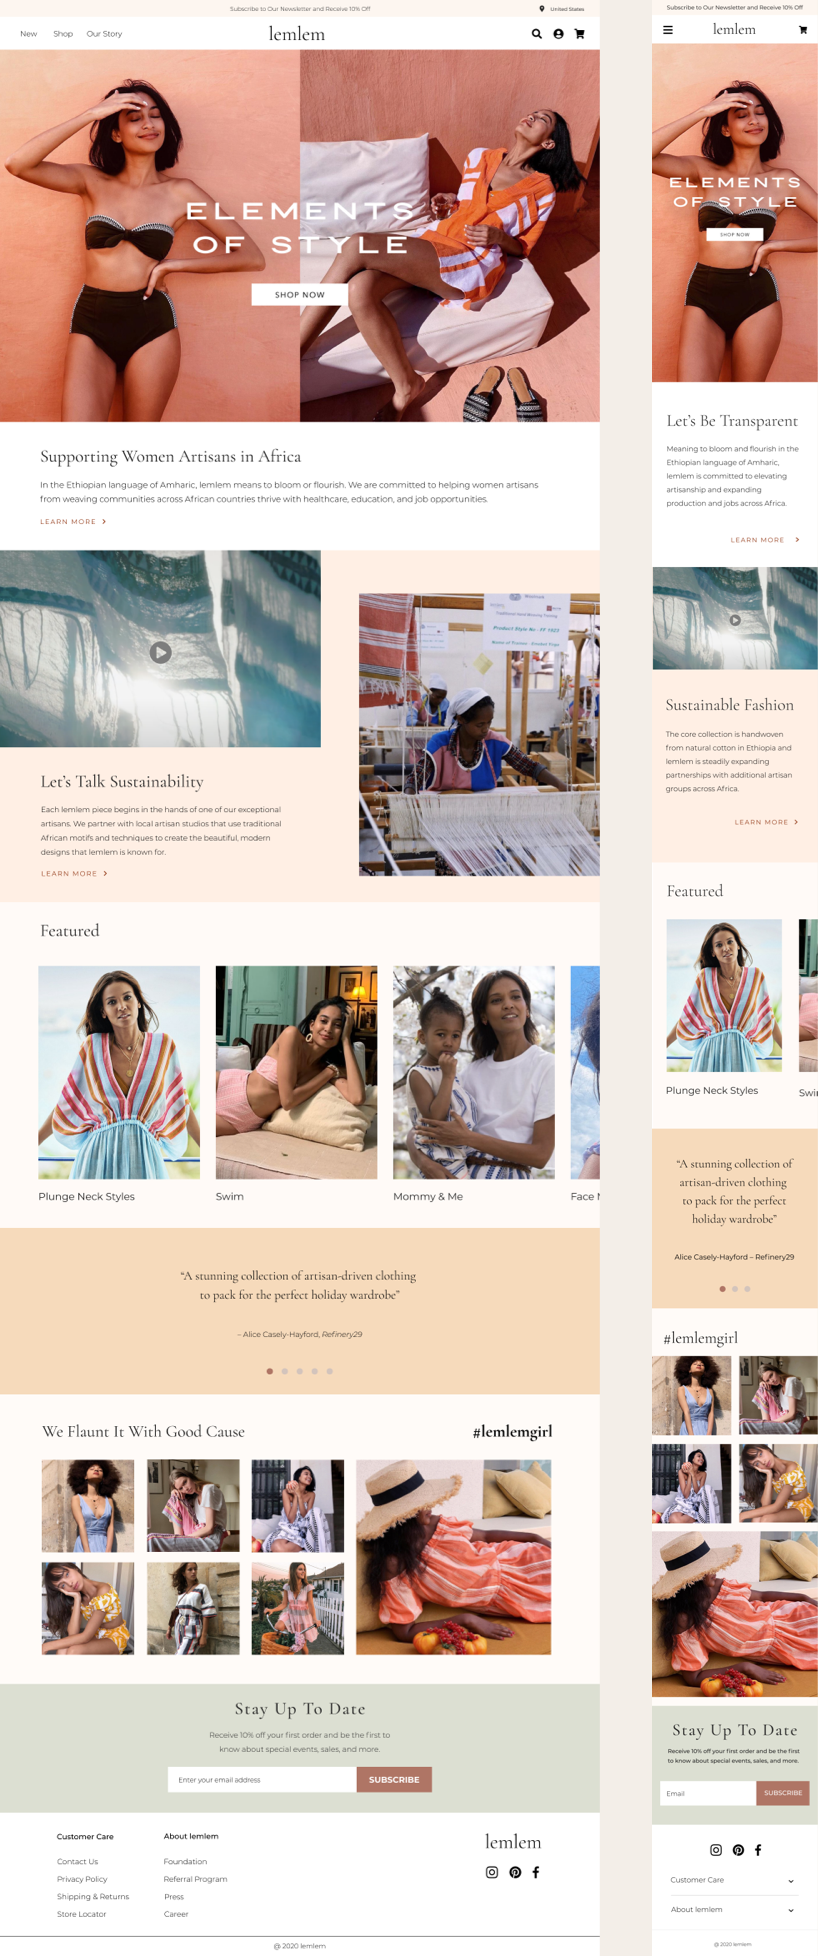 Subscribe to Our Newsletter and Receive 10% Off
United States
New
Shop
Our Story
lemlem
ELEMENTS
OF STYLE
SHOP NOW
Supporting Women Artisans in Africa
In the Ethiopian language of Amharic, lemlem means to bloom or flourish. We are committed to helping women artisans
from weaving communities across African countries thrive with healthcare, education, and job opportunities.
LEARN MORE
Product Style No - FF 1023
Let's Talk Sustainability
Each lemlem piece begins in the hands of one of our exceptional
artisans. We partner with local artisan studios that use traditional
African motifs and techniques to create the beautiful, modern
designs that lemlem is known for.
LEARN MORE
Featured
Plunge Neck Styles
Swim
Mommy & Me
Face
“A stunning collection of artisan-driven clothing
to pack for the perfect holiday wardrobe”
– Alice Casely-Hayford, Refinery29
We Flaunt It With Good Cause
#lemlemgirl
Stay Up To Date
Receive 10% off your first order and be the first to
know about special events, sales, and more.
Enter your email address
SUBSCRIBE
Customer Care
Contact Us
Privacy Policy
Shipping & Returns
Store Locator
About lemlem
Foundation
Referral Program
Press
Career
lemlem
@ 2020 lemlem
Subscribe to Our Newsletter and Receive 10% Off
lemlem
ELEMENTS
OF STYLE
SHOP NOW
Let's Be Transparent
Meaning to bloom and flourish in the
Ethiopian language of Amharic,
lemlem is committed to elevating
artisanship and expanding
production and jobs across Africa.
LEARN MORE
Sustainable Fashion
The core collection is handwoven
from natural cotton in Ethiopia and
lemlem is steadily expanding
partnerships with additional artisan
groups across Africa.
LEARN MORE
Featured
Plunge Neck Styles
Swi
“A stunning collection of
artisan-driven clothing
to pack for the perfect
holiday wardrobe”
Alice Casely-Hayford – Refinery29
#lemlemgirl
Stay Up To Date
Receive 10% off your first order and be the first
to know about special events, sales, and more.
Email
SUBSCRIBE
Customer Care
About lemlem
@ 2020 lemlem